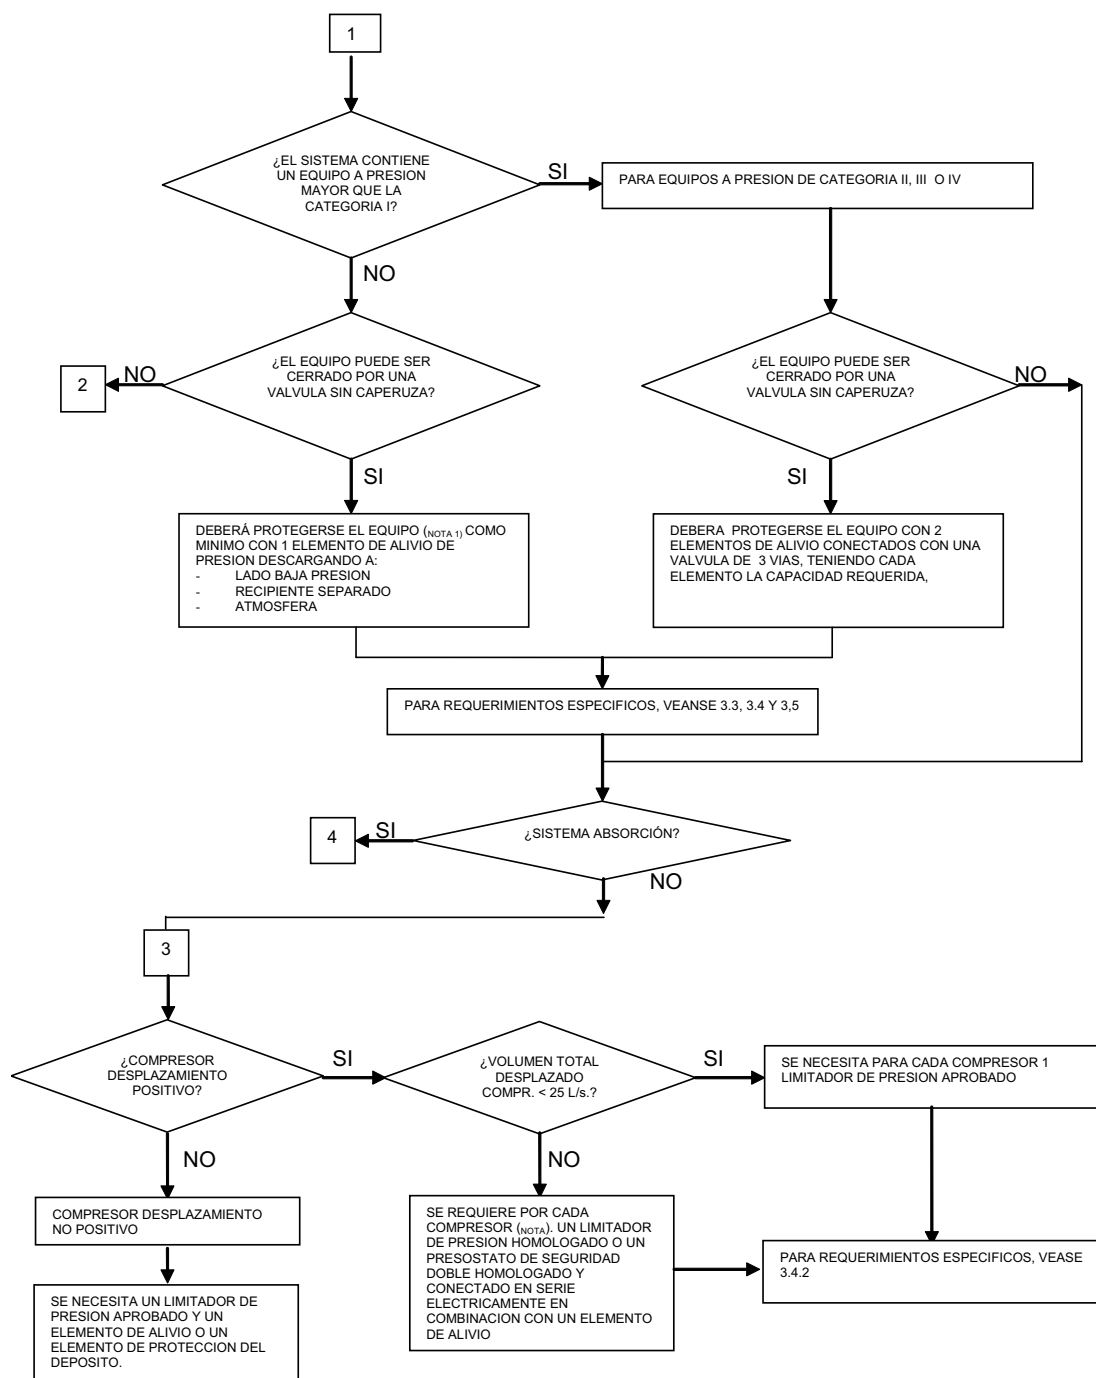 1
¿EL SISTEMA CONTIENE
UN EQUIPO A PRESION
MAYOR QUE LA
CATEGORIA I?
SI
PARA EQUIPOS A PRESION DE CATEGORIA II, III O IV
NO
¿EL EQUIPO PUEDE SER
CERRADO POR UNA
VALVULA SIN CAPERUZA?
NO
2
SI
¿EL EQUIPO PUEDE SER
CERRADO POR UNA
VALVULA SIN CAPERUZA?
NO
SI
DEBERÁ PROTEGERSE EL EQUIPO (NOTA 1) COMO
MINIMO CON 1 ELEMENTO DE ALIVIO DE
PRESION DESCARGANDO A:
- LADO BAJA PRESION
- RECIPIENTE SEPARADO
- ATMOSFERA
DEBERA PROTEGERSE EL EQUIPO CON 2
ELEMENTOS DE ALIVIO CONECTADOS CON UNA
VALVULA DE 3 VIAS, TENIENDO CADA
ELEMENTO LA CAPACIDAD REQUERIDA,
PARA REQUERIMIENTOS ESPECIFICOS, VEANSE 3.3, 3.4 Y 3,5
¿SISTEMA ABSORCIÓN?
SI
4
NO
3
¿COMPRESOR
DESPLAZAMIENTO
POSITIVO?
SI
¿VOLUMEN TOTAL
DESPLAZADO
COMPR. < 25 L/s.?
SI
SE NECESITA PARA CADA COMPRESOR 1
LIMITADOR DE PRESION APROBADO
NO
COMPRESOR DESPLAZAMIENTO
NO POSITIVO
SE NECESITA UN LIMITADOR DE
PRESION APROBADO Y UN
ELEMENTO DE ALIVIO O UN
ELEMENTO DE PROTECCION DEL
DEPOSITO.
NO
SE REQUIERE POR CADA
COMPRESOR (NOTA). UN LIMITADOR
DE PRESION HOMOLOGADO O UN
PRESOSTATO DE SEGURIDAD
DOBLE HOMOLOGADO Y
CONECTADO EN SERIE
ELECTRICAMENTE EN
COMBINACION CON UN ELEMENTO
DE ALIVIO
PARA REQUERIMIENTOS ESPECIFICOS, VEASE
3.4.2